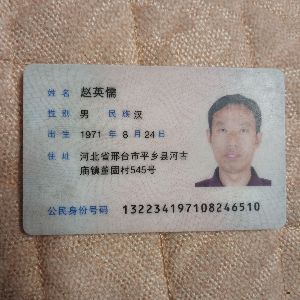 姓名 赵英儒
性别 男 民族 汉
出生 1971 年 8 月 24 日
住址 河北省邢台市平乡县河古
庙镇董固村545号
公民身份号码 132234197108246510